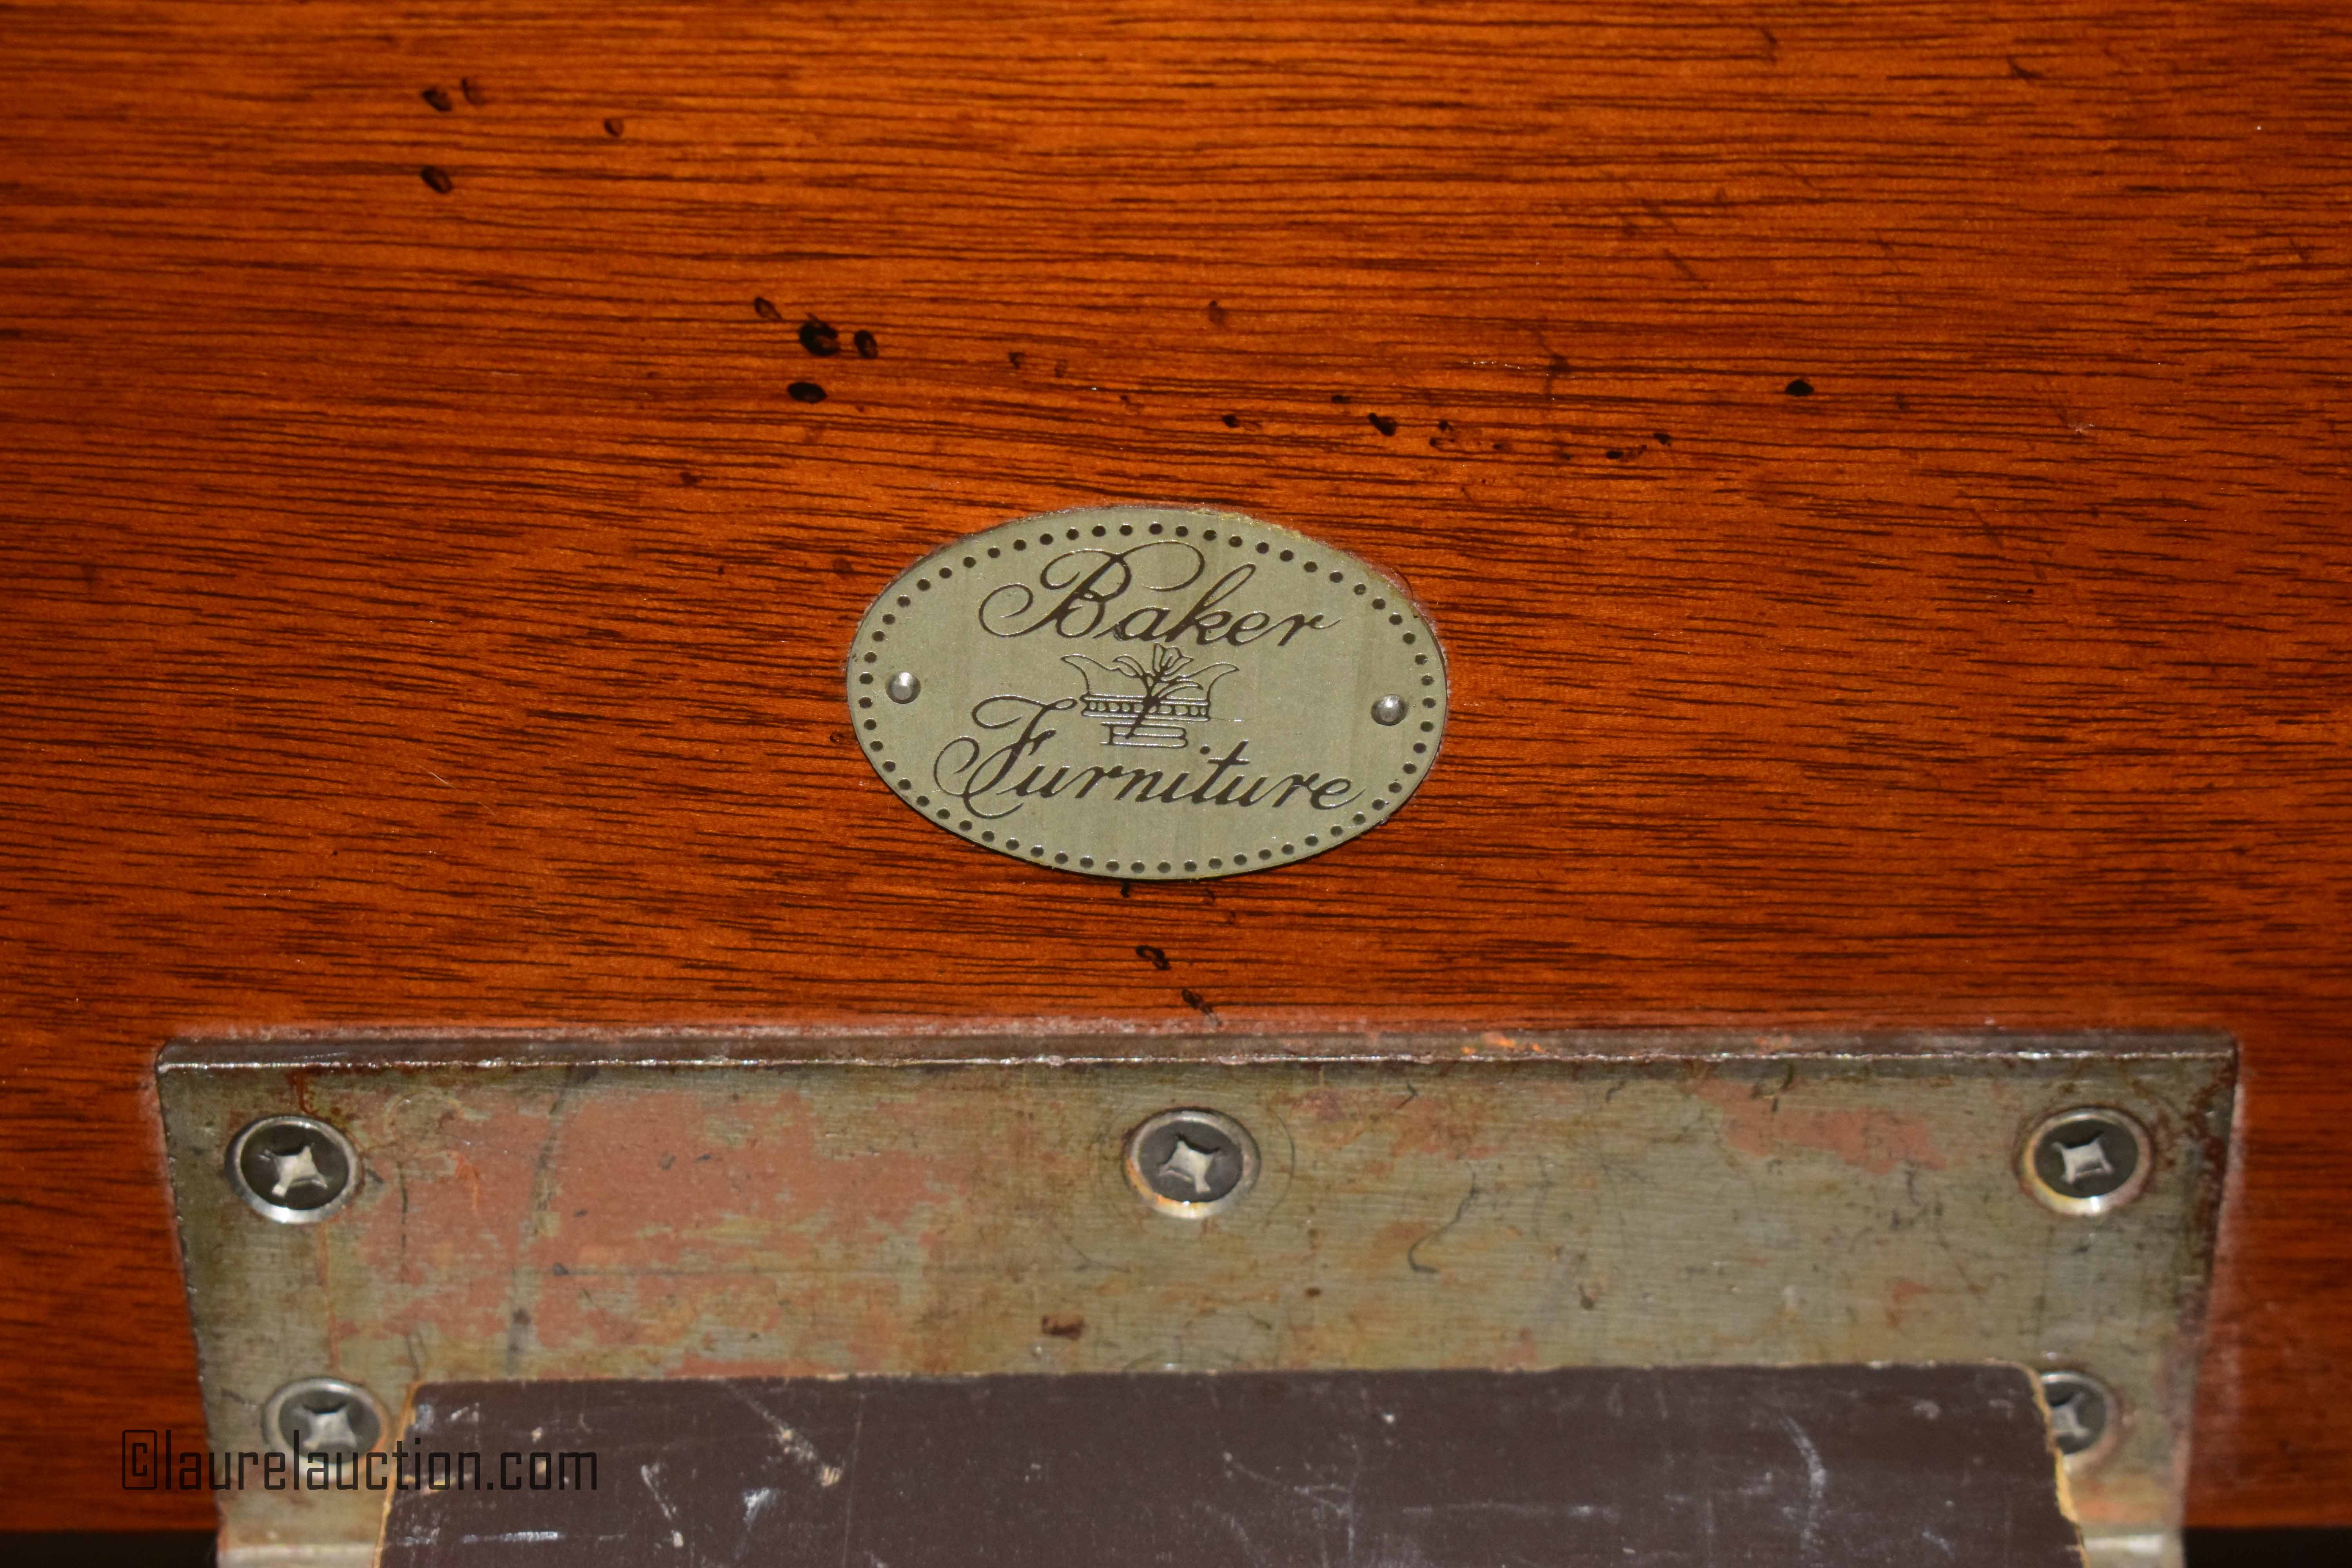 Baker
Furniture
©laurelauction.com